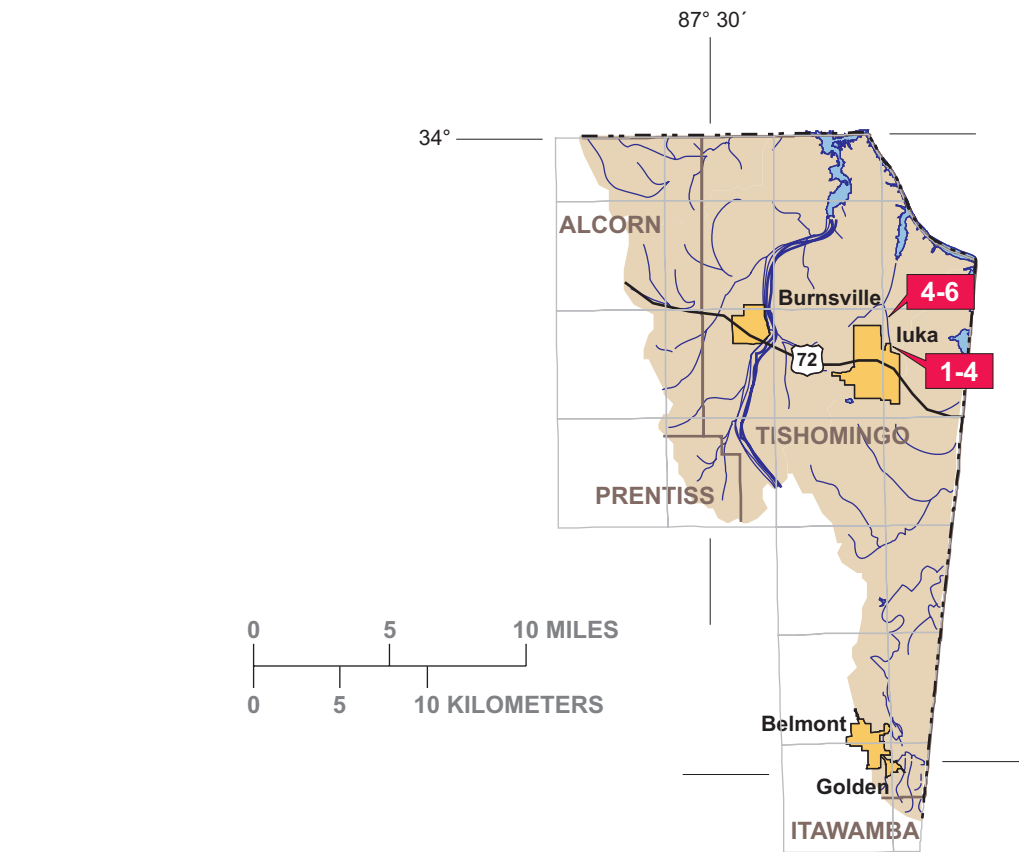 87° 30´
34°
ALCORN
Burnsville
4-6
Iuka
72
1-4
TISHOMINGO
PRENTISS
0 5 10 MILES
0 5 10 KILOMETERS
Belmont
Golden
ITAWAMBA